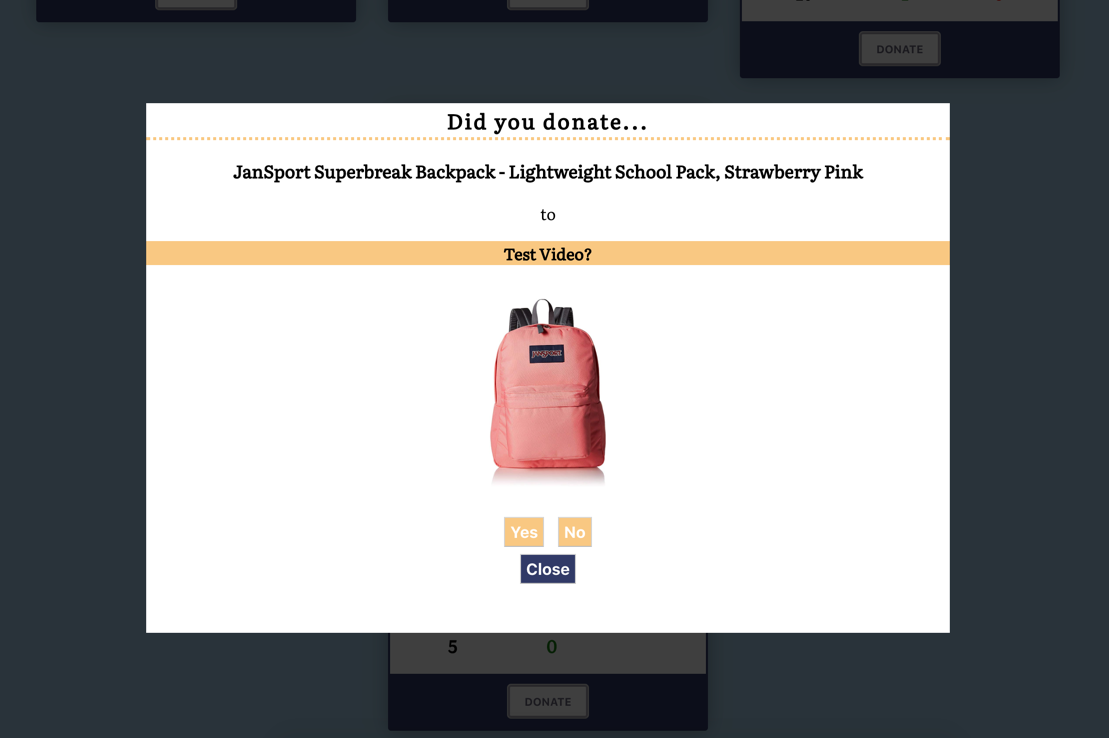 DONATE
Did you donate...
JanSport Superbreak Backpack - Lightweight School Pack, Strawberry Pink
to
Test Video?
JANSPORT
Yes No
Close
5 0
DONATE